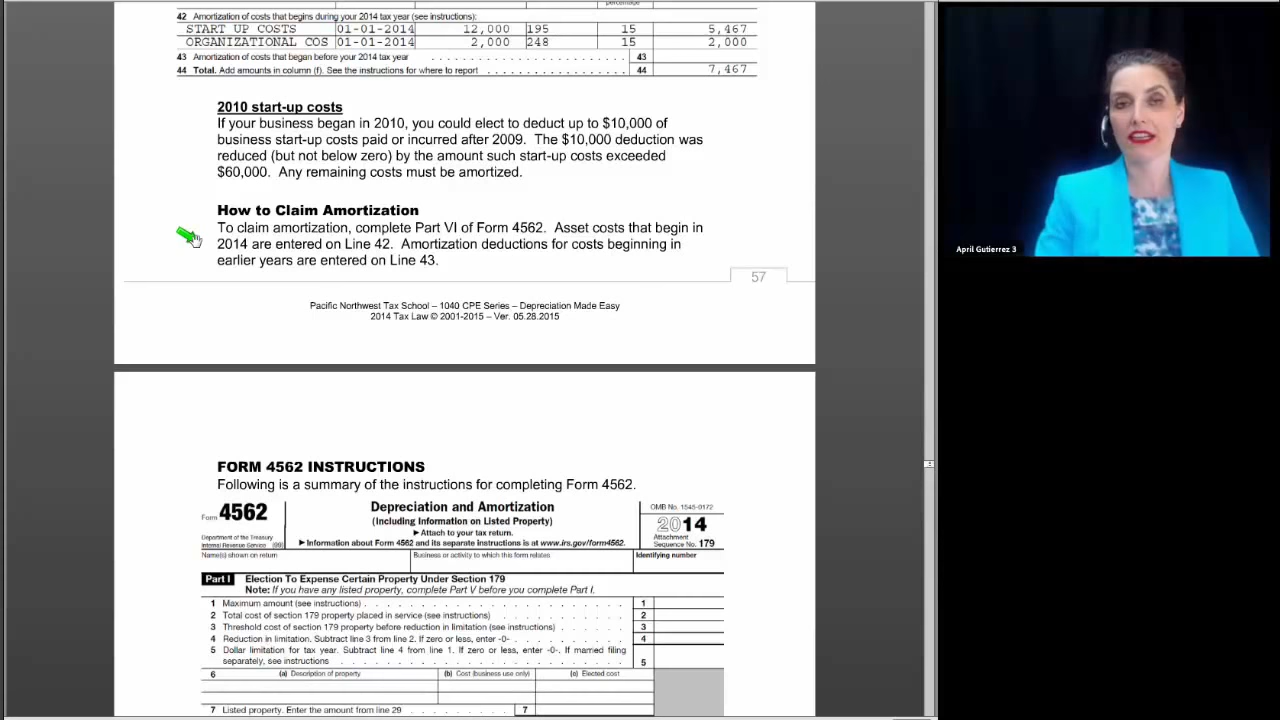 percentage
42 Amortization of costs that begins during your 2014 tax year (see instructions):
START UP COSTS 01-01-2014 12,000 195 15 5,467
ORGANIZATIONAL COS 01-01-2014 2,000 248 15 2,000
43 Amortization of costs that began before your 2014 tax year 43
44 Total. Add amounts in column (f). See the instructions for where to report 44 7,467
2010 start-up costs
If your business began in 2010, you could elect to deduct up to $10,000 of
business start-up costs paid or incurred after 2009. The $10,000 deduction was
reduced (but not below zero) by the amount such start-up costs exceeded
$60,000. Any remaining costs must be amortized.
How to Claim Amortization
To claim amortization, complete Part VI of Form 4562. Asset costs that begin in
2014 are entered on Line 42. Amortization deductions for costs beginning in
earlier years are entered on Line 43.
57
Pacific Northwest Tax School – 1040 CPE Series – Depreciation Made Easy
2014 Tax Law © 2001-2015 – Ver. 05.28.2015
FORM 4562 INSTRUCTIONS
Following is a summary of the instructions for completing Form 4562.
Form 4562
Department of the Treasury
Internal Revenue Service (99)
Depreciation and Amortization
(Including Information on Listed Property)
▶ Attach to your tax return.
▶ Information about Form 4562 and its separate instructions is at www.irs.gov/form4562.
OMB No. 1545-0172
2014
Attachment
Sequence No. 179
Name(s) shown on return
Business or activity to which this form relates
Identifying number
Part I Election To Expense Certain Property Under Section 179
Note: If you have any listed property, complete Part V before you complete Part I.
1 Maximum amount (see instructions) 1
2 Total cost of section 179 property placed in service (see instructions) 2
3 Threshold cost of section 179 property before reduction in limitation (see instructions) 3
4 Reduction in limitation. Subtract line 3 from line 2. If zero or less, enter -0- 4
5 Dollar limitation for tax year. Subtract line 4 from line 1. If zero or less, enter -0-. If married filing
separately, see instructions 5
6 (a) Description of property (b) Cost (business use only) (c) Elected cost
7 Listed property. Enter the amount from line 29 7
April Gutierrez 3